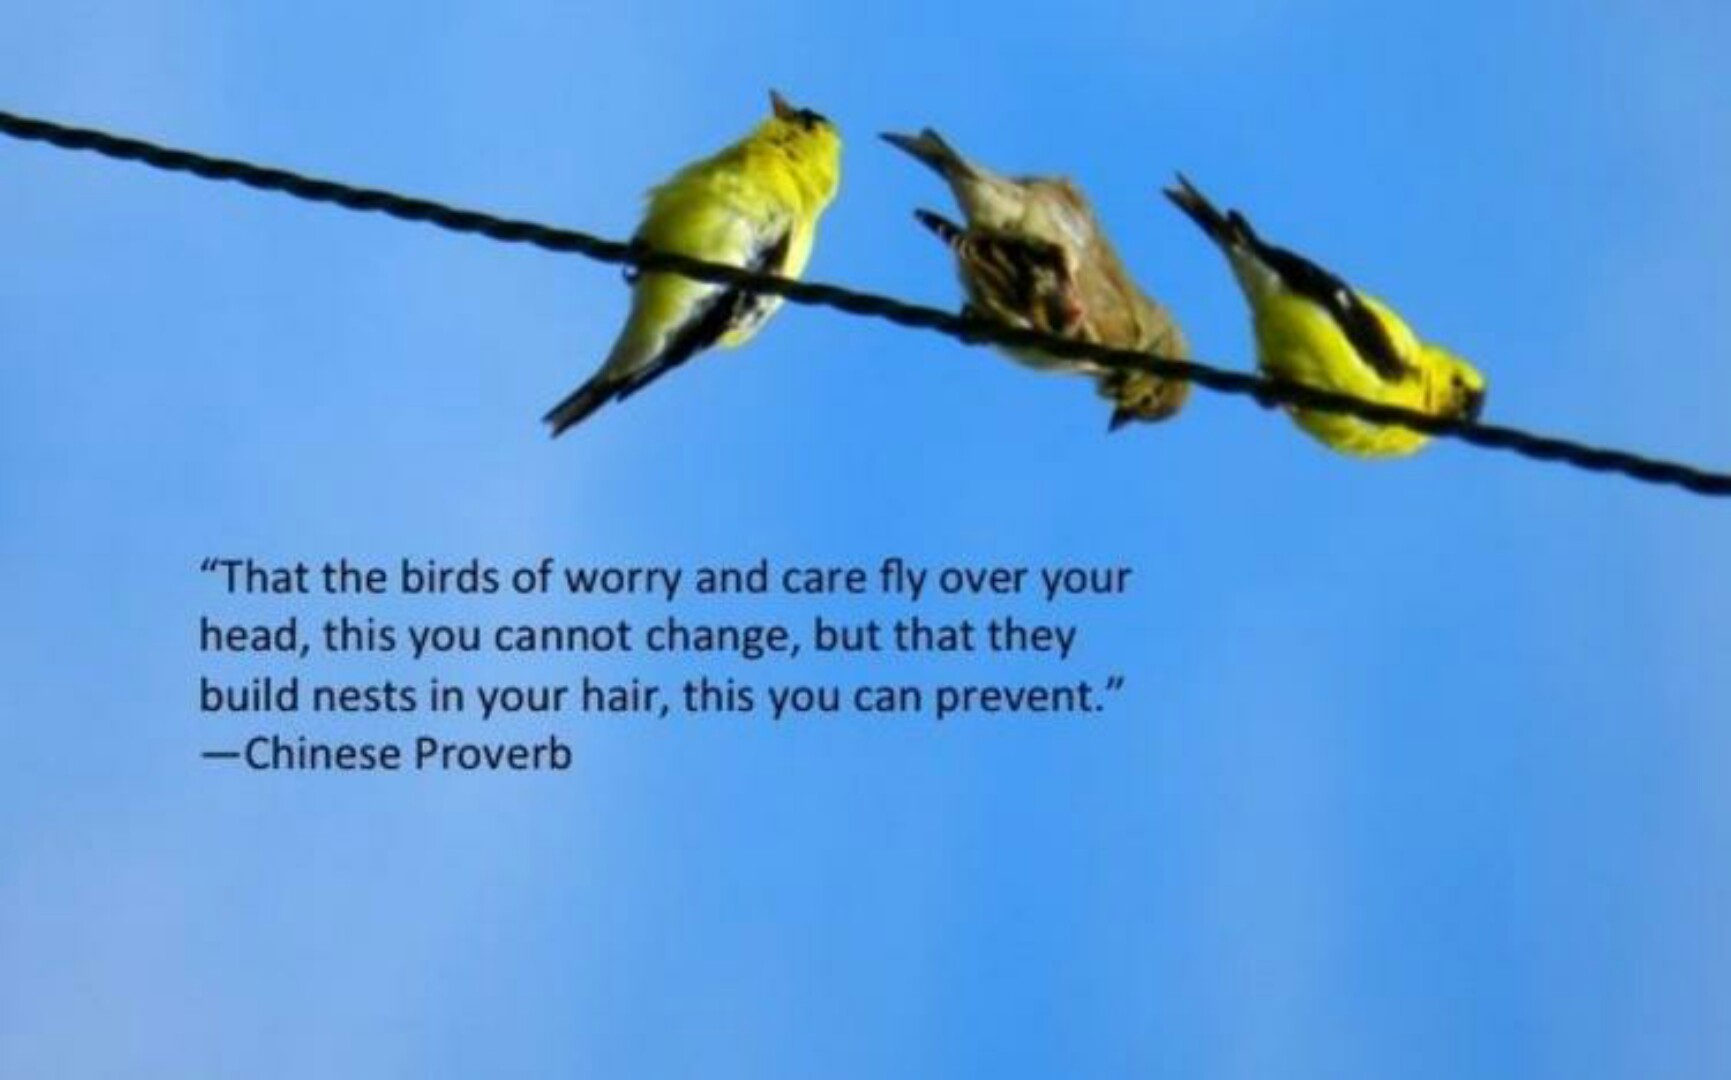 “That the birds of worry and care fly over your
head, this you cannot change, but that they
build nests in your hair, this you can prevent.”
—Chinese Proverb